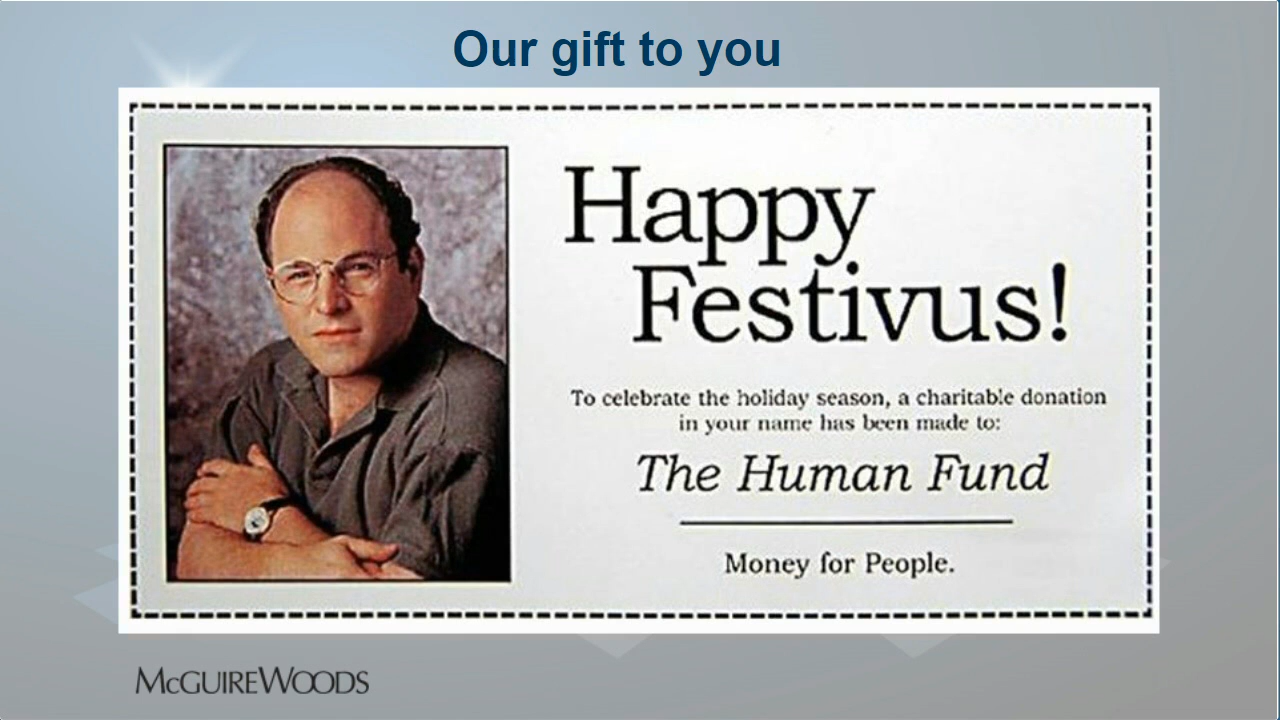 Our gift to you
Happy
Festivus!
To celebrate the holiday season, a charitable donation
in your name has been made to:
The Human Fund
Money for People.
McGUIREWOODS